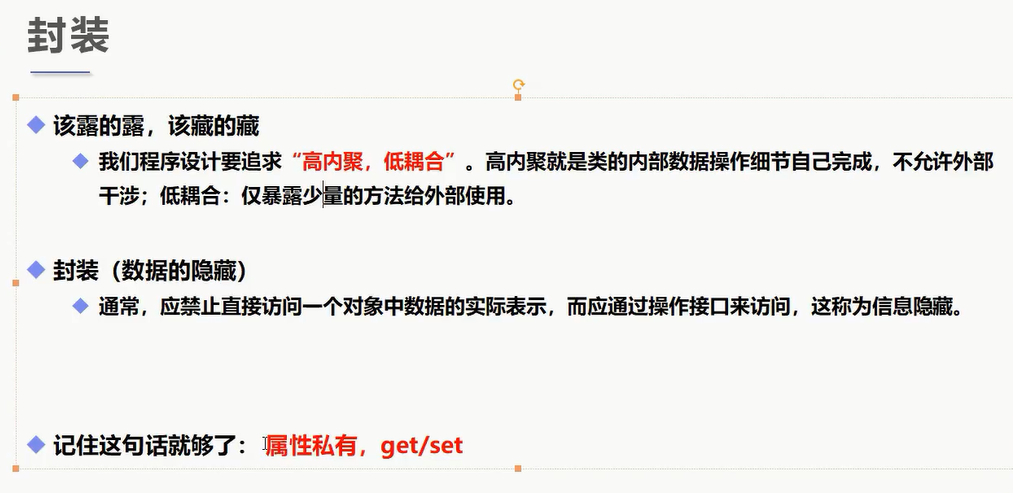 封装
该露的露，该藏的藏
我们程序设计要追求“高内聚，低耦合”。高内聚就是类的内部数据操作细节自己完成，不允许外部
干涉；低耦合：仅暴露少量的方法给外部使用。
封装（数据的隐藏）
通常，应禁止直接访问一个对象中数据的实际表示，而应通过操作接口来访问，这称为信息隐藏。
记住这句话就够了：属性私有，get/set